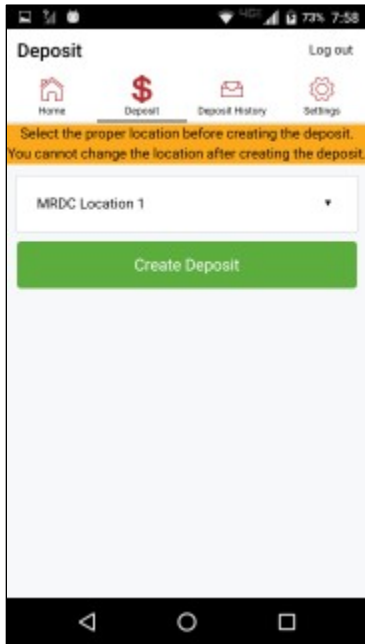 73% 7:58
Deposit Log out
Home Deposit Deposit History Settings
Select the proper location before creating the deposit.
You cannot change the location after creating the deposit.
MRDC Location 1
Create Deposit